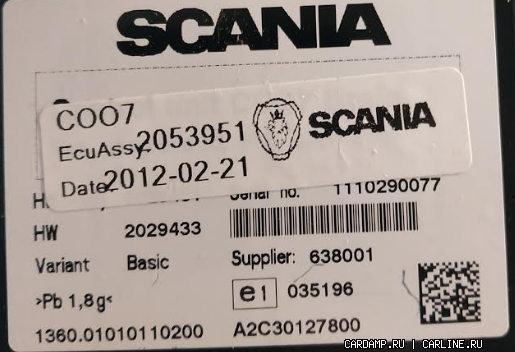 SCANIA
COO7
EcuAssy 2053951
SCANIA
Date 2012-02-21
Serial no. 1110290077
HW 2029433
Variant Basic
Supplier: 638001
>Pb 1,8g<
e1 035196
1360.01010110200 A2C30127800
CARDAMP.RU | CARLINE.RU